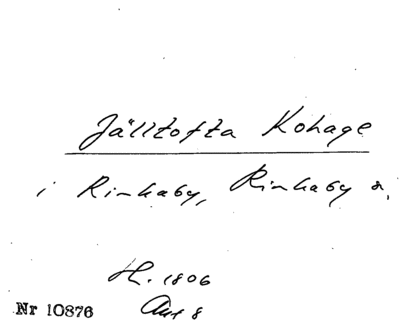 Jälltofta Kohage
i Rinkaby, Rinkaby s,
H. 1806
Nr 10876